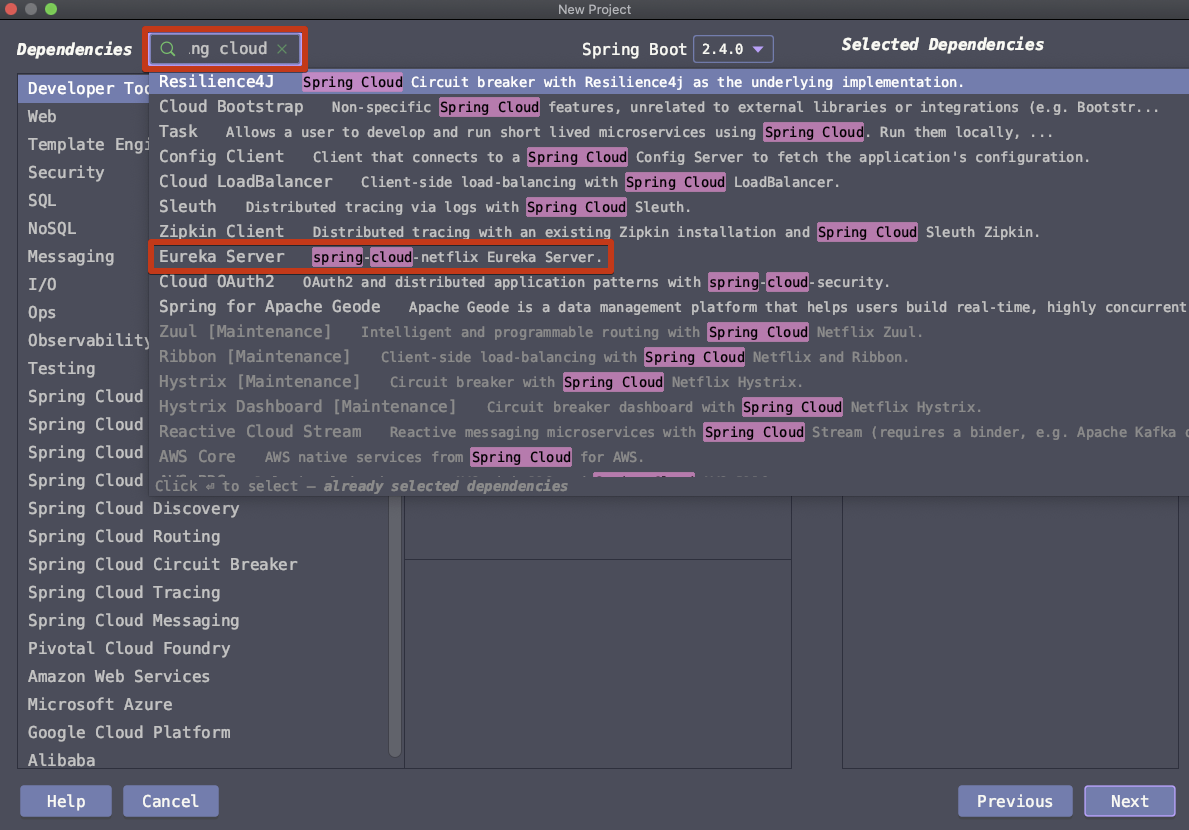 New Project
Dependencies
.ng cloud
Spring Boot 2.4.0
Selected Dependencies
Resilience4J Spring Cloud Circuit breaker with Resilience4j as the underlying implementation.
Cloud Bootstrap Non-specific Spring Cloud features, unrelated to external libraries or integrations (e.g. Bootstr...
Task Allows a user to develop and run short lived microservices using Spring Cloud. Run them locally, ...
Config Client Client that connects to a Spring Cloud Config Server to fetch the application's configuration.
Cloud LoadBalancer Client-side load-balancing with Spring Cloud LoadBalancer.
Sleuth Distributed tracing via logs with Spring Cloud Sleuth.
Zipkin Client Distributed tracing with an existing Zipkin installation and Spring Cloud Sleuth Zipkin.
Eureka Server spring-cloud-netflix Eureka Server.
Cloud OAuth2 OAuth2 and distributed application patterns with spring-cloud-security.
Spring for Apache Geode Apache Geode is a data management platform that helps users build real-time, highly concurrent
Zuul [Maintenance] Intelligent and programmable routing with Spring Cloud Netflix Zuul.
Ribbon [Maintenance] Client-side load-balancing with Spring Cloud Netflix and Ribbon.
Hystrix [Maintenance] Circuit breaker with Spring Cloud Netflix Hystrix.
Hystrix Dashboard [Maintenance] Circuit breaker dashboard with Spring Cloud Netflix Hystrix.
Reactive Cloud Stream Reactive messaging microservices with Spring Cloud Stream (requires a binder, e.g. Apache Kafka
AWS Core AWS native services from Spring Cloud for AWS.
Click ⏎ to select — already selected dependencies
Developer Too
Web
Template Engi
Security
SQL
NoSQL
Messaging
I/O
Ops
Observability
Testing
Spring Cloud
Spring Cloud
Spring Cloud
Spring Cloud
Spring Cloud Discovery
Spring Cloud Routing
Spring Cloud Circuit Breaker
Spring Cloud Tracing
Spring Cloud Messaging
Pivotal Cloud Foundry
Amazon Web Services
Microsoft Azure
Google Cloud Platform
Alibaba
Help
Cancel
Previous
Next